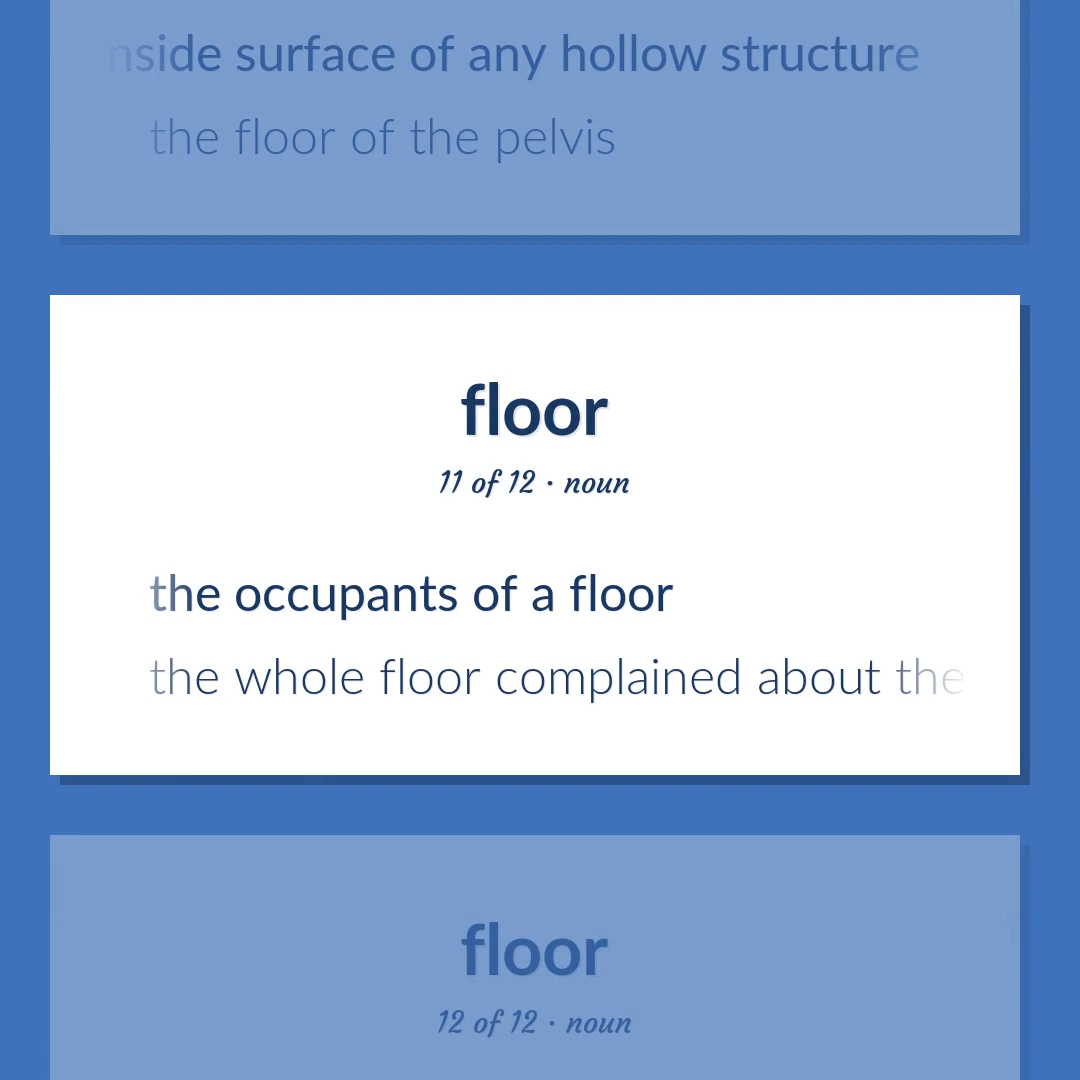 nside surface of any hollow structure
the floor of the pelvis
floor
11 of 12 · noun
the occupants of a floor
the whole floor complained about the
floor
12 of 12 · noun